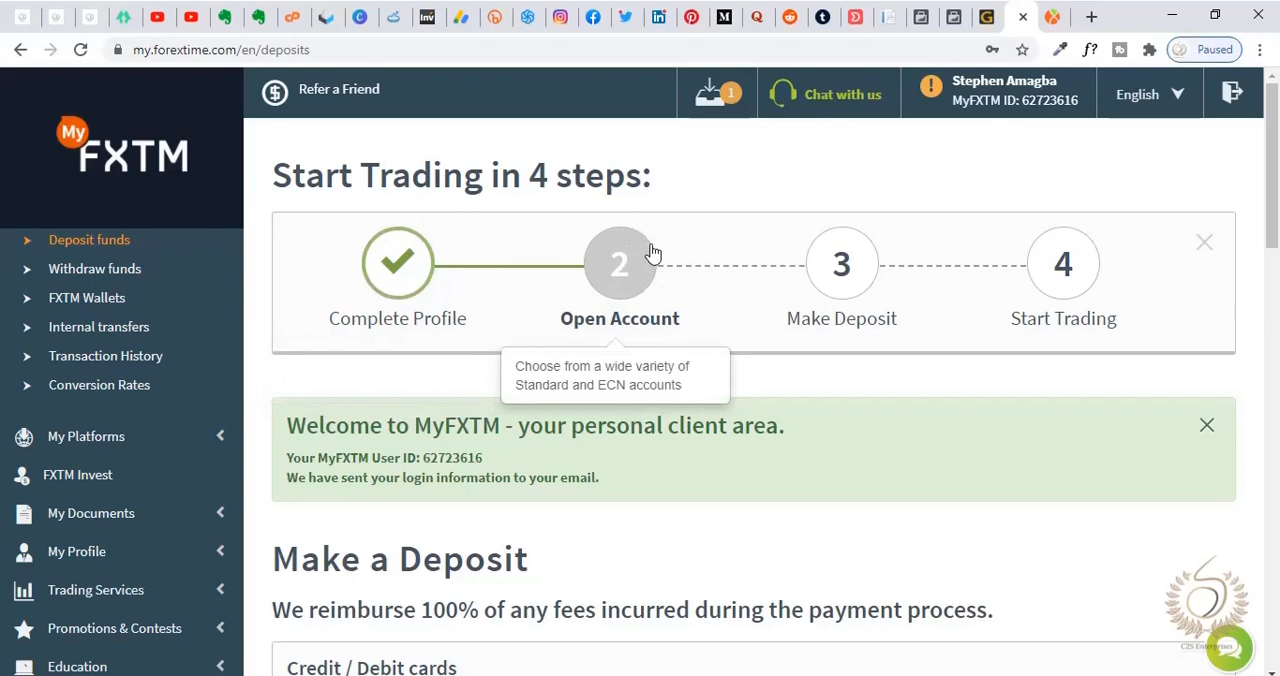 my.forextime.com/en/deposits
Paused
My
FXTM
Refer a Friend
1
Chat with us
Stephen Amagba
MyFXTM ID: 62723616
English
Deposit funds
Withdraw funds
FXTM Wallets
Internal transfers
Transaction History
Conversion Rates
My Platforms
FXTM Invest
My Documents
My Profile
Trading Services
Promotions & Contests
Education
Start Trading in 4 steps:
2
3
4
Complete Profile
Open Account
Make Deposit
Start Trading
Choose from a wide variety of
Standard and ECN accounts
Welcome to MyFXTM - your personal client area.
Your MyFXTM User ID: 62723616
We have sent your login information to your email.
Make a Deposit
We reimburse 100% of any fees incurred during the payment process.
Credit / Debit cards
C2S Enterprises